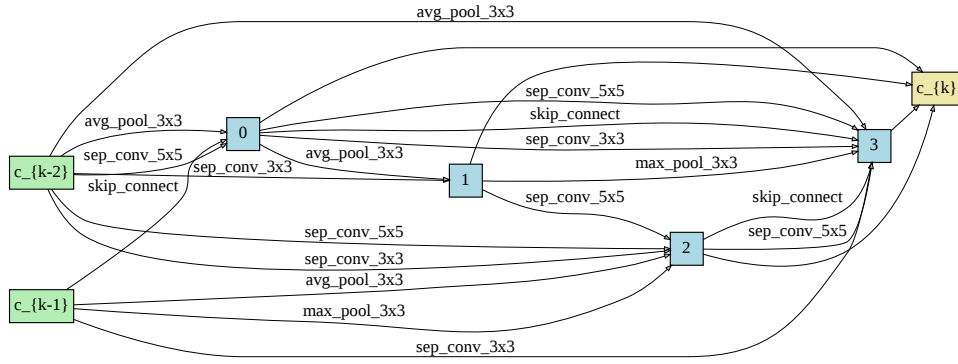 avg_pool_3x3
c_{k}
sep_conv_5x5
skip_connect
avg_pool_3x3
0
sep_conv_3x3
3
sep_conv_5x5
avg_pool_3x3
max_pool_3x3
c_{k-2}
sep_conv_3x3
1
skip_connect
sep_conv_5x5
skip_connect
sep_conv_5x5
sep_conv_5x5
2
sep_conv_3x3
avg_pool_3x3
c_{k-1}
max_pool_3x3
sep_conv_3x3